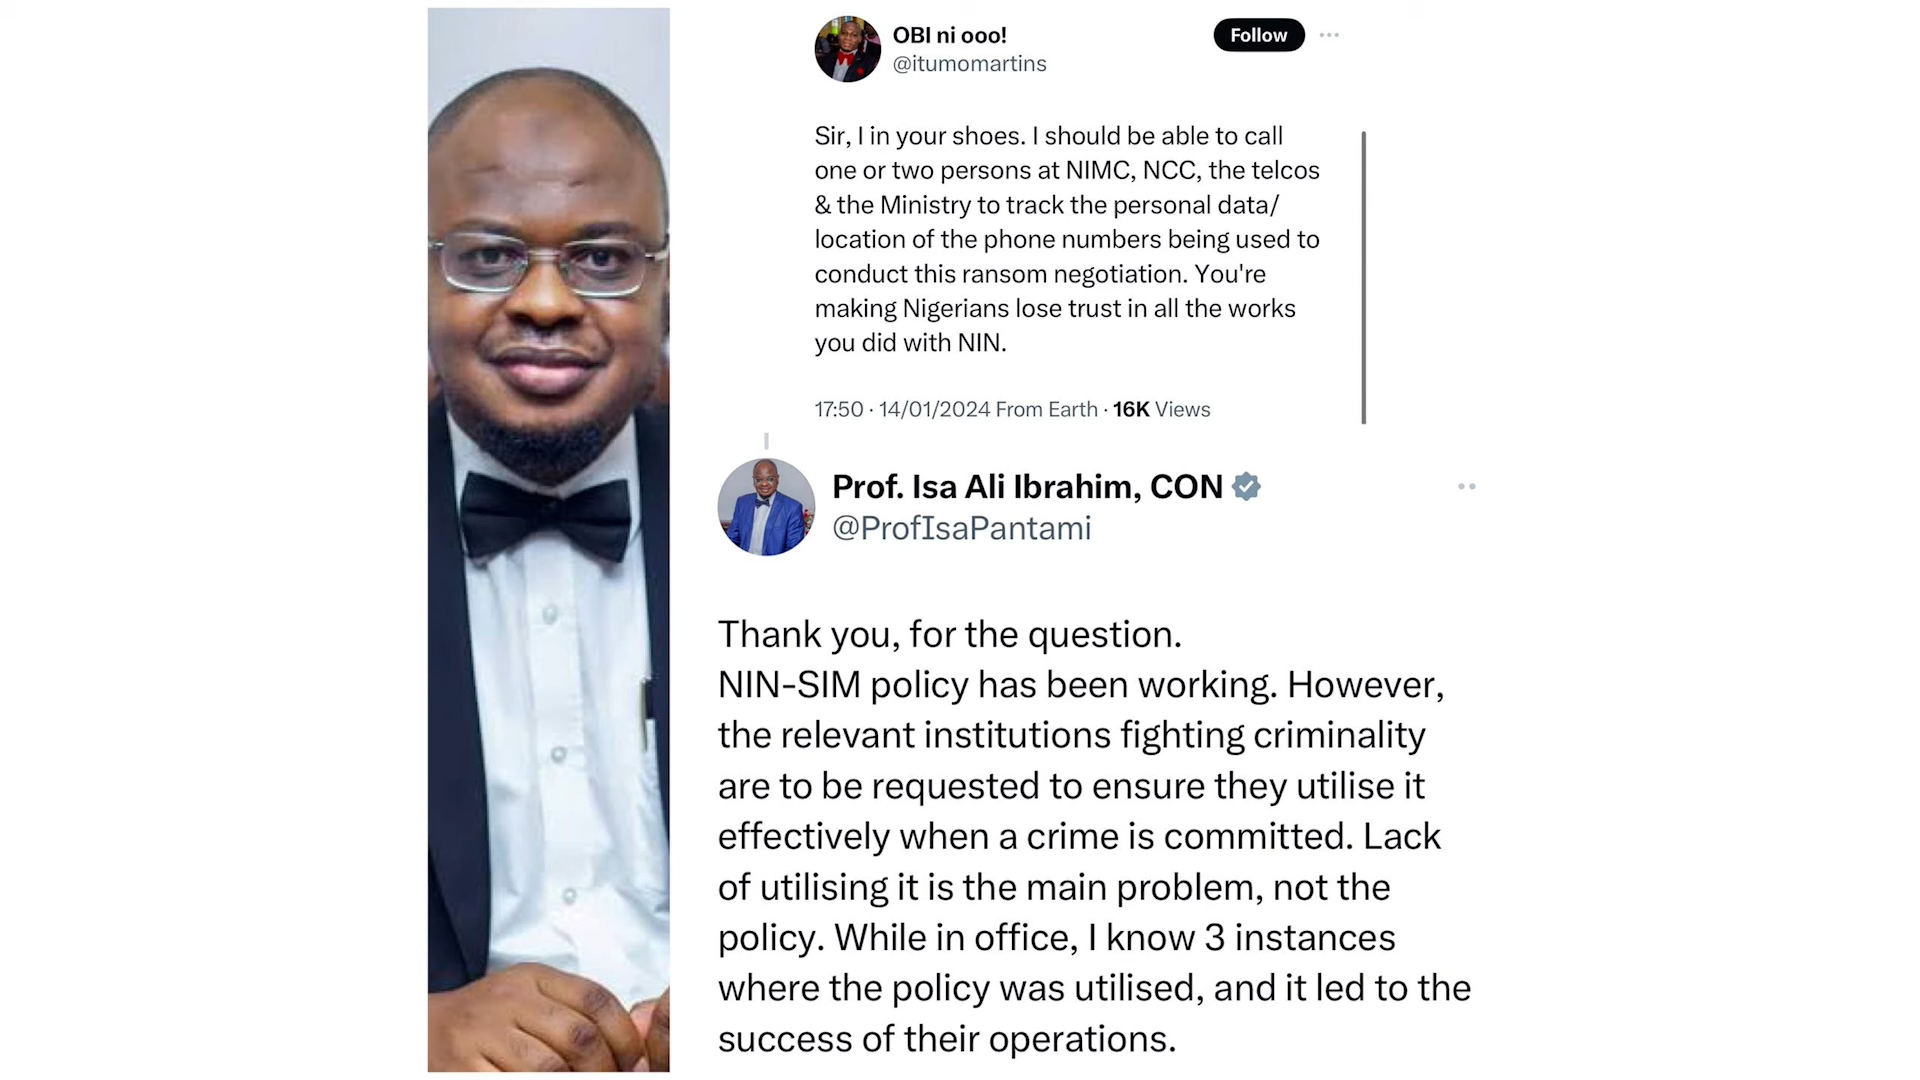 OBI ni ooo!
Follow
@itumomartins
Sir, I in your shoes. I should be able to call
one or two persons at NIMC, NCC, the telcos
& the Ministry to track the personal data/
location of the phone numbers being used to
conduct this ransom negotiation. You're
making Nigerians lose trust in all the works
you did with NIN.
17:50 · 14/01/2024 From Earth · 16K Views
Prof. Isa Ali Ibrahim, CON
@ProfIsaPantami
Thank you, for the question.
NIN-SIM policy has been working. However,
the relevant institutions fighting criminality
are to be requested to ensure they utilise it
effectively when a crime is committed. Lack
of utilising it is the main problem, not the
policy. While in office, I know 3 instances
where the policy was utilised, and it led to the
success of their operations.